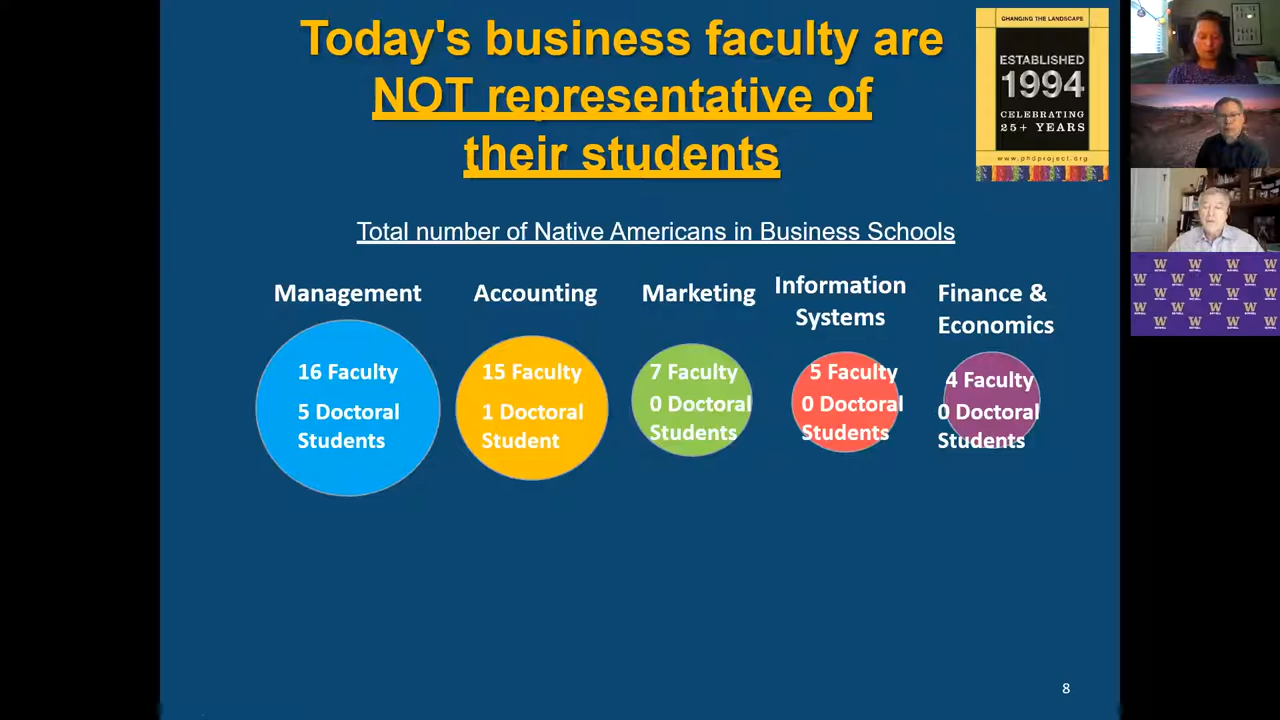 Today's business faculty are
NOT representative of
their students
CHANGING THE LANDSCAPE
ESTABLISHED
1994
CELEBRATING
25+ YEARS
www.phdproject.org
Total number of Native Americans in Business Schools
Management
16 Faculty
5 Doctoral
Students
Accounting
15 Faculty
1 Doctoral
Student
Marketing
7 Faculty
0 Doctoral
Students
Information
Systems
5 Faculty
0 Doctoral
Students
Finance &
Economics
4 Faculty
0 Doctoral
Students
8